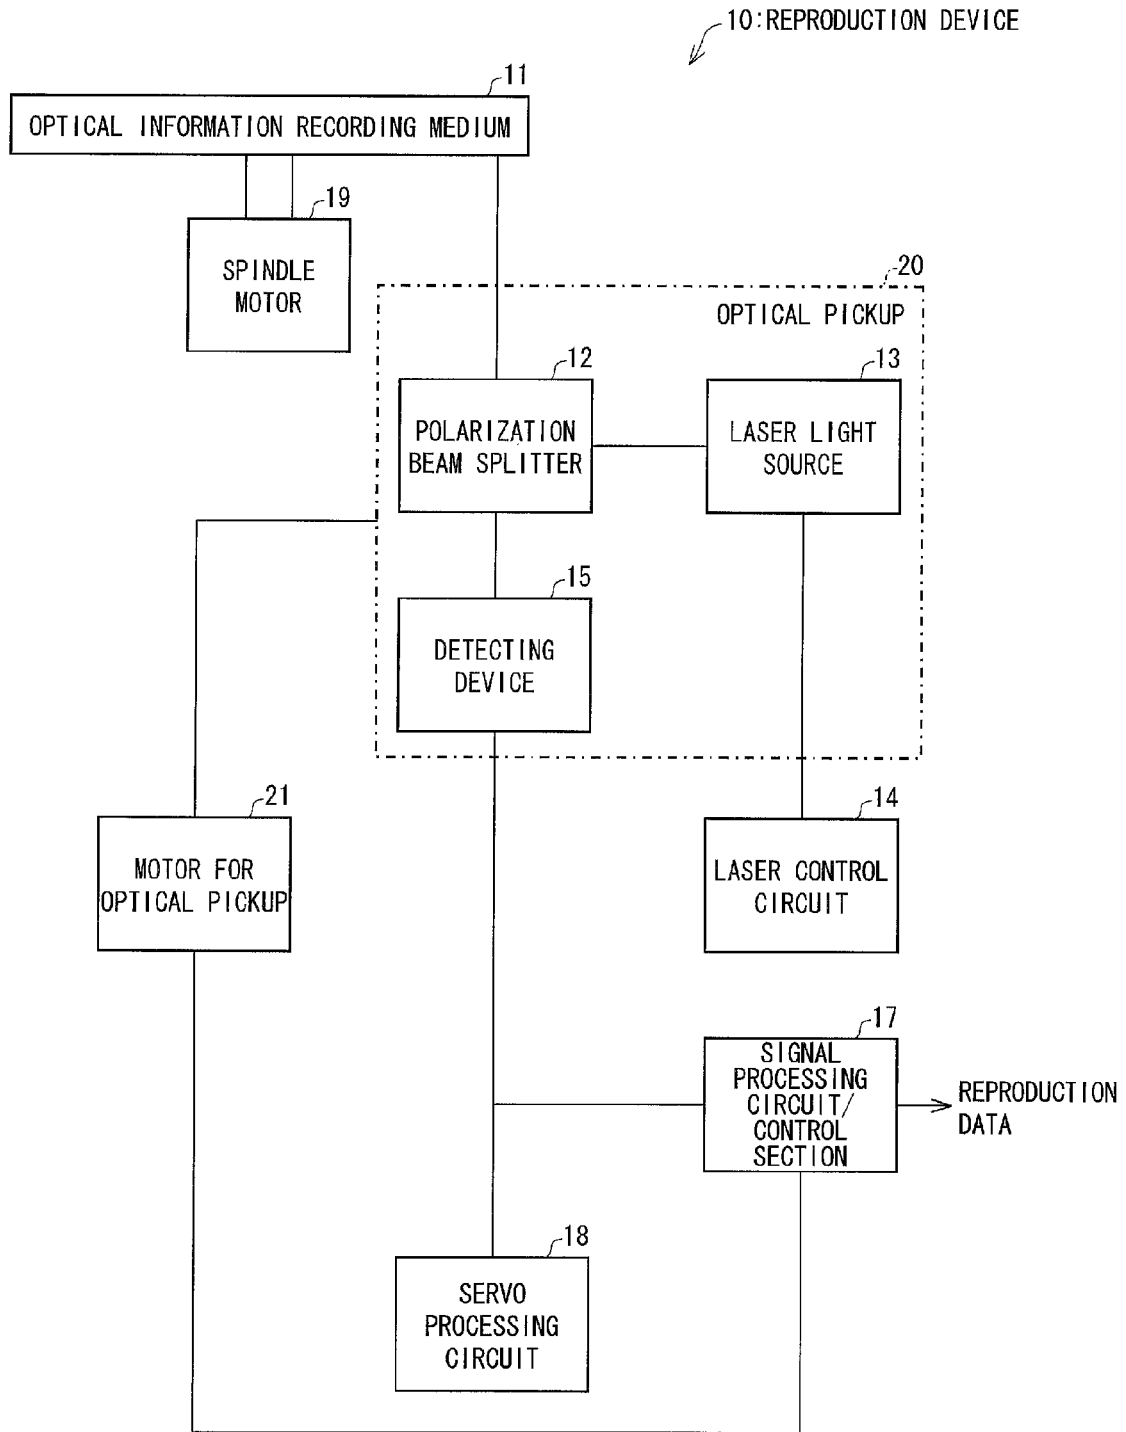 10:REPRODUCTION DEVICE
11
OPTICAL INFORMATION RECORDING MEDIUM
19
SPINDLE
MOTOR
20
OPTICAL PICKUP
12
POLARIZATION
BEAM SPLITTER
13
LASER LIGHT
SOURCE
15
DETECTING
DEVICE
21
MOTOR FOR
OPTICAL PICKUP
14
LASER CONTROL
CIRCUIT
17
SIGNAL
PROCESSING
CIRCUIT/
CONTROL
SECTION
REPRODUCTION
DATA
18
SERVO
PROCESSING
CIRCUIT